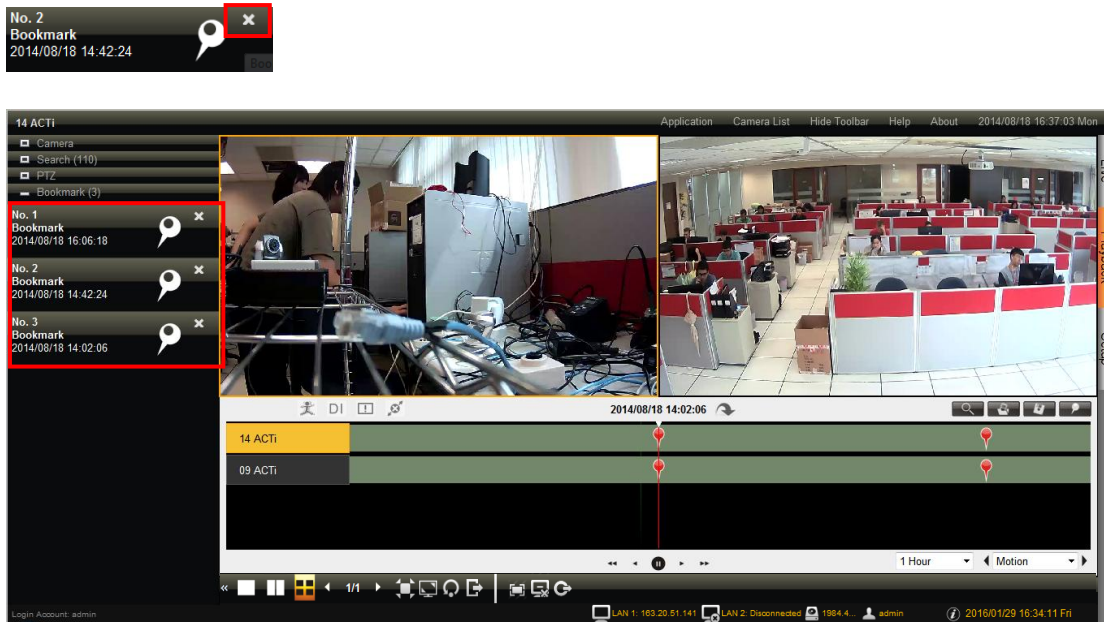 No. 2
Bookmark
2014/08/18 14:42:24
Boo
14 ACTi
Application Camera List Hide Toolbar Help About 2014/08/18 16:37:03 Mon
Camera
Search (110)
PTZ
Bookmark (3)
No. 1
Bookmark
2014/08/18 16:06:18
No. 2
Bookmark
2014/08/18 14:42:24
No. 3
Bookmark
2014/08/18 14:02:06
Playback
DI
2014/08/18 14:02:06
14 ACTi
09 ACTi
1 Hour
Motion
1/1
Login Account: admin
LAN 1: 163.20.51.141 LAN 2: Disconnected 1984.4... admin 2016/01/29 16:34:11 Fri